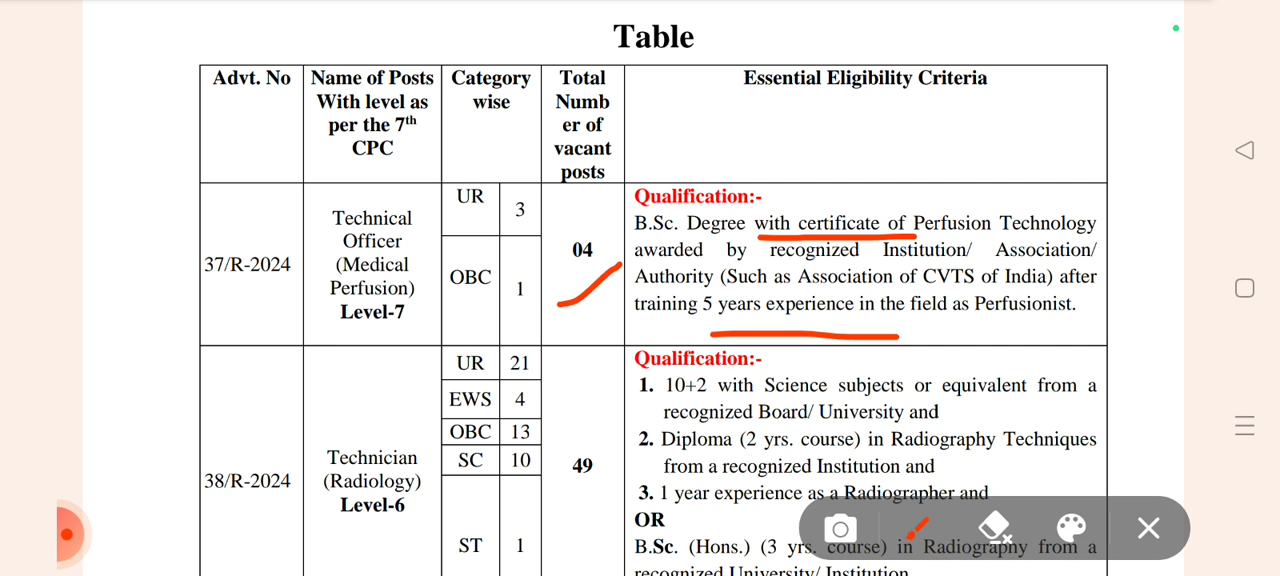 Table
Advt. No
Name of Posts
With level as
per the 7th
CPC
Category
wise
Total
Numb
er of
vacant
posts
Essential Eligibility Criteria
37/R-2024
Technical
Officer
(Medical
Perfusion)
Level-7
UR
3
OBC
1
04
Qualification:-
B.Sc. Degree with certificate of Perfusion Technology
awarded by recognized Institution/ Association/
Authority (Such as Association of CVTS of India) after
training 5 years experience in the field as Perfusionist.
38/R-2024
Technician
(Radiology)
Level-6
UR 21
EWS 4
OBC 13
SC 10
ST 1
49
Qualification:-
1. 10+2 with Science subjects or equivalent from a
recognized Board/ University and
2. Diploma (2 yrs. course) in Radiography Techniques
from a recognized Institution and
3. 1 year experience as a Radiographer and
OR
B.Sc. (Hons.) (3 yrs. course) in Radiography from a
recognized University/ Institution